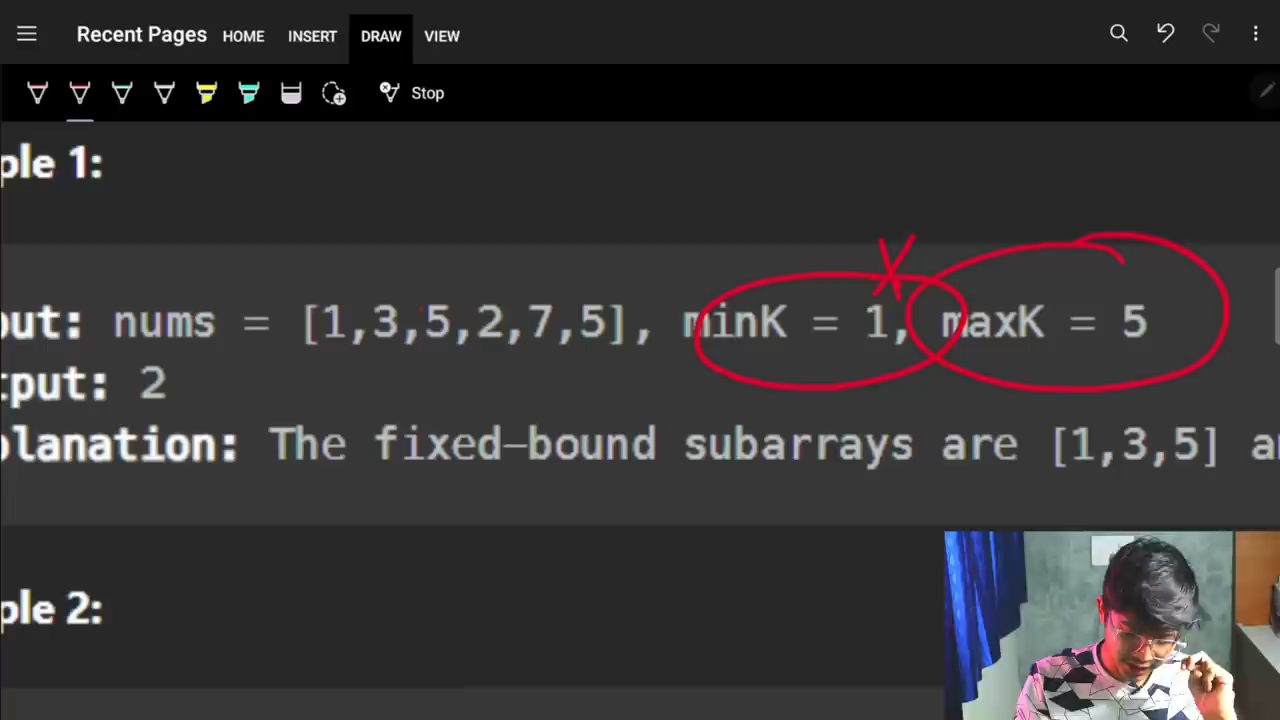 Recent Pages HOME INSERT DRAW VIEW
Stop
ple 1:
out: nums = [1,3,5,2,7,5], minK = 1, maxK = 5
tput: 2
planation: The fixed-bound subarrays are [1,3,5] an
ple 2: